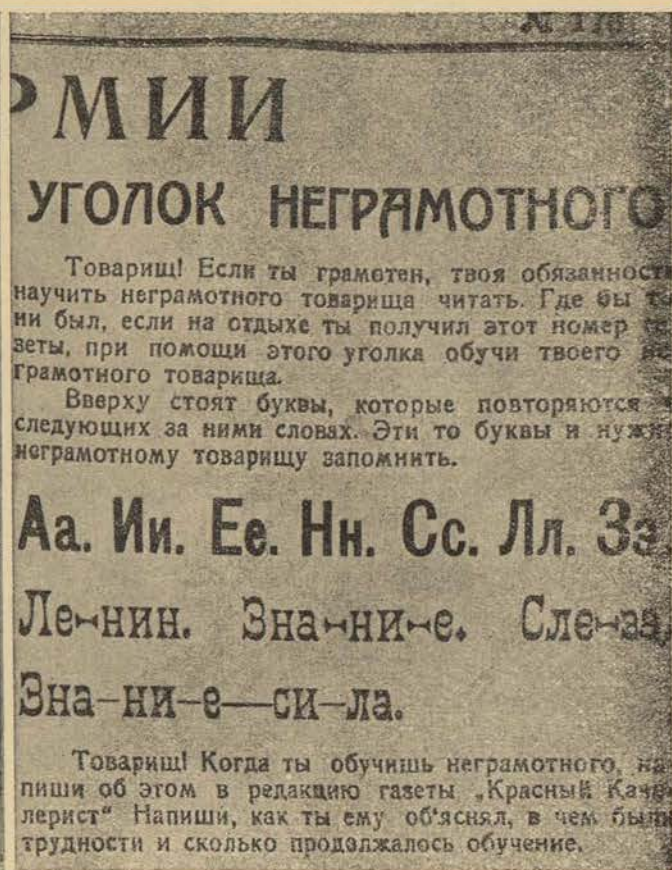 РМИИ
УГОЛОК НЕГРАМОТНОГО
Товарищ! Если ты грамотен, твоя обязанность
научить неграмотного товарища читать. Где бы
ни был, если на отдыхе ты получил этот номер
зеты, при помощи этого уголка обучи твоего
грамотного товарища.
Вверху стоят буквы, которые повторяются
следующих за ними словах. Эти то буквы и нужно
неграмотному товарищу запомнить.
Аа. Ии. Ее. Нн. Сс. Лл. Зз.
Ле-нин. Зна-ни-е. Сле-за.
Зна-ни-е—си-ла.
Товарищ! Когда ты обучишь неграмотного, на-
пиши об этом в редакцию газеты „Красный Кава-
лерист“ Напиши, как ты ему об'яснял, в чем были
трудности и сколько продолжалось обучение.